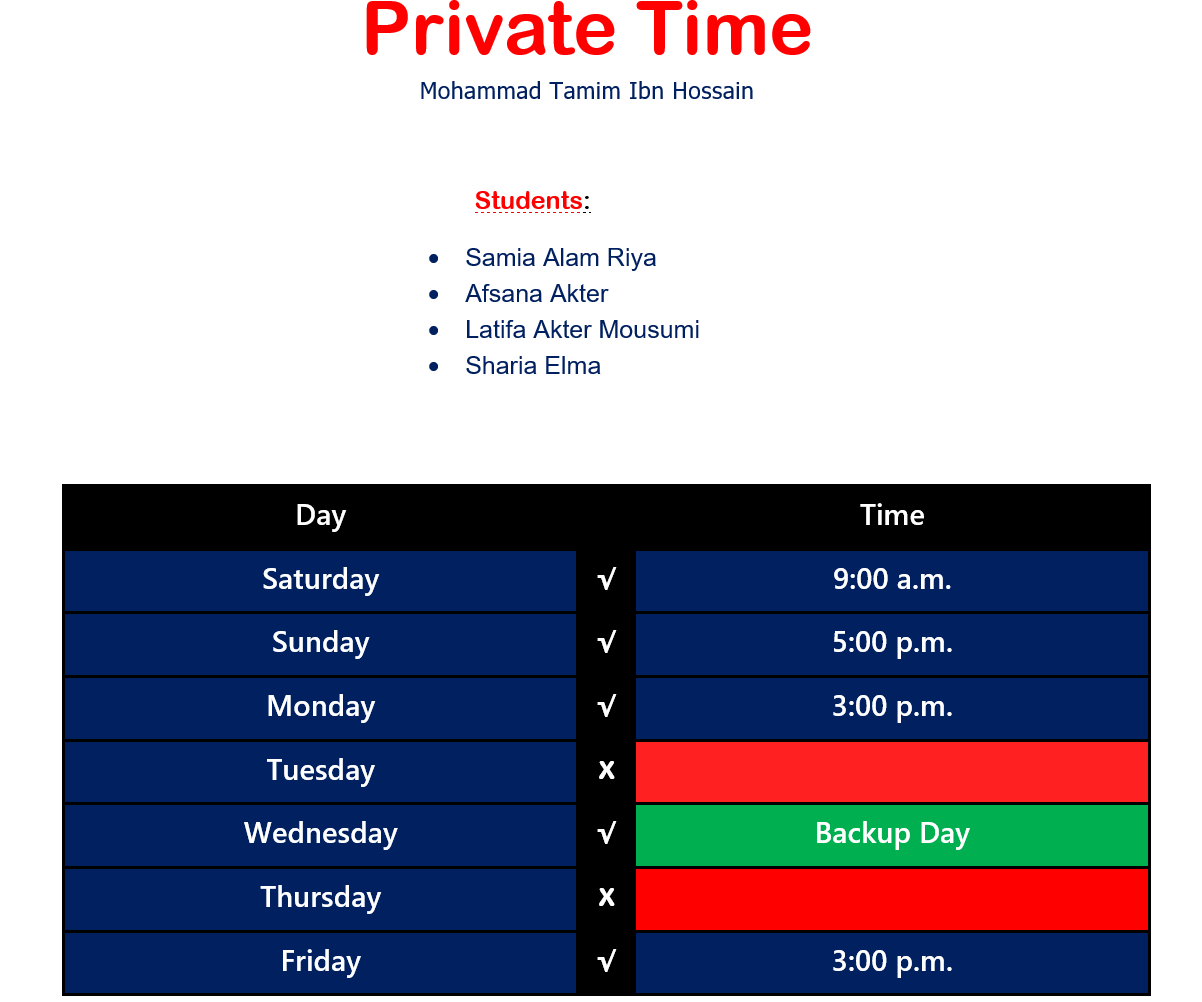 Private Time
Mohammad Tamim Ibn Hossain
Students:
• Samia Alam Riya
• Afsana Akter
• Latifa Akter Mousumi
• Sharia Elma
Day Time
Saturday √ 9:00 a.m.
Sunday √ 5:00 p.m.
Monday √ 3:00 p.m.
Tuesday X
Wednesday √ Backup Day
Thursday X
Friday √ 3:00 p.m.